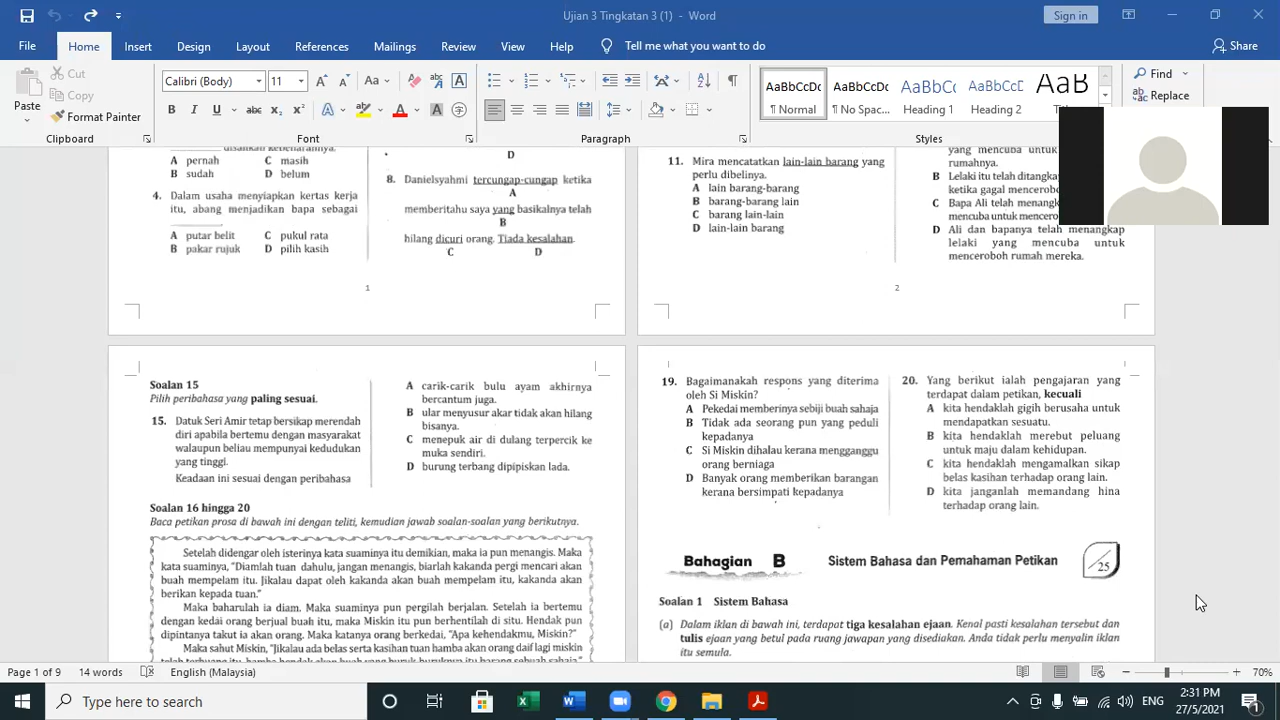 Ujian 3 Tingkatan 3 (1) - Word
Sign in
File Home Insert Design Layout References Mailings Review View Help Tell me what you want to do Share
Paste
Cut
Copy
Format Painter
Clipboard
Calibri (Body) 11
Font
Paragraph
AaBbCcDc
¶ Normal
AaBbCcDc
¶ No Spac...
AaBbCc
Heading 1
AaBbCcD
Heading 2
AaB
Styles
Find
Replace
A pernah C masih
B sudah D belum
4. Dalam usaha menyiapkan kertas kerja
itu, abang menjadikan bapa sebagai
A putar belit C pukul rata
B pakar rujuk D pilih kasih
D
8. Danielsyahmi tercungap-cungap ketika
A
memberitahu saya yang basikalnya telah
B
hilang dicuri orang. Tiada kesalahan.
C D
1
11. Mira mencatatkan lain-lain barang yang
perlu dibelinya.
A lain barang-barang
B barang-barang lain
C barang lain-lain
D lain-lain barang
yang mencuba untuk
rumahnya.
B Lelaki itu telah ditangkap
ketika gagal menceroboh
C Bapa Ali telah menangkap
mencuba untuk menceroboh
D Ali dan bapanya telah menangkap
lelaki yang mencuba untuk
menceroboh rumah mereka.
2
Soalan 15
Pilih peribahasa yang paling sesuai.
15. Datuk Seri Amir tetap bersikap merendah
diri apabila bertemu dengan masyarakat
walaupun beliau mempunyai kedudukan
yang tinggi.
Keadaan ini sesuai dengan peribahasa
A carik-carik bulu ayam akhirnya
bercantum juga.
B ular menyusur akar tidak akan hilang
bisanya.
C menepuk air di dulang terpercik ke
muka sendiri.
D burung terbang dipipiskan lada.
Soalan 16 hingga 20
Baca petikan prosa di bawah ini dengan teliti, kemudian jawab soalan-soalan yang berikutnya.
Setelah didengar oleh isterinya kata suaminya itu demikian, maka ia pun menangis. Maka
kata suaminya, "Diamlah tuan dahulu, jangan menangis, biarlah kakanda pergi mencari akan
buah mempelam itu. Jikalau dapat oleh kakanda akan buah mempelam itu, kakanda akan
berikan kepada tuan."
Maka baharulah ia diam. Maka suaminya pun pergilah berjalan. Setelah ia bertemu
dengan kedai orang berjual buah itu, maka Miskin itu pun berhentilah di situ. Hendak pun
dipintanya takut ia akan orang. Maka katanya orang berkedai, "Apa kehendakmu, Miskin?"
Maka sahut Miskin, "Jikalau ada belas serta kasihan tuan hamba akan orang daif lagi miskin
19. Bagaimanakah respons yang diterima
oleh Si Miskin?
A Pekedai memberinya sebiji buah sahaja
B Tidak ada seorang pun yang peduli
kepadanya
C Si Miskin dihalau kerana mengganggu
orang berniaga
D Banyak orang memberikan barangan
kerana bersimpati kepadanya
20. Yang berikut ialah pengajaran yang
terdapat dalam petikan, kecuali
A kita hendaklah gigih berusaha untuk
mendapatkan sesuatu.
B kita hendaklah merebut peluang
untuk maju dalam kehidupan.
C kita hendaklah mengamalkan sikap
belas kasihan terhadap orang lain.
D kita janganlah memandang hina
terhadap orang lain.
Bahagian B Sistem Bahasa dan Pemahaman Petikan 25
Soalan 1 Sistem Bahasa
(a) Dalam iklan di bawah ini, terdapat tiga kesalahan ejaan. Kenal pasti kesalahan tersebut dan
tulis ejaan yang betul pada ruang jawapan yang disediakan. Anda tidak perlu menyalin iklan
itu semula.
Page 1 of 9 14 words English (Malaysia) 70%
Type here to search
ENG
2:31 PM
27/5/2021
1